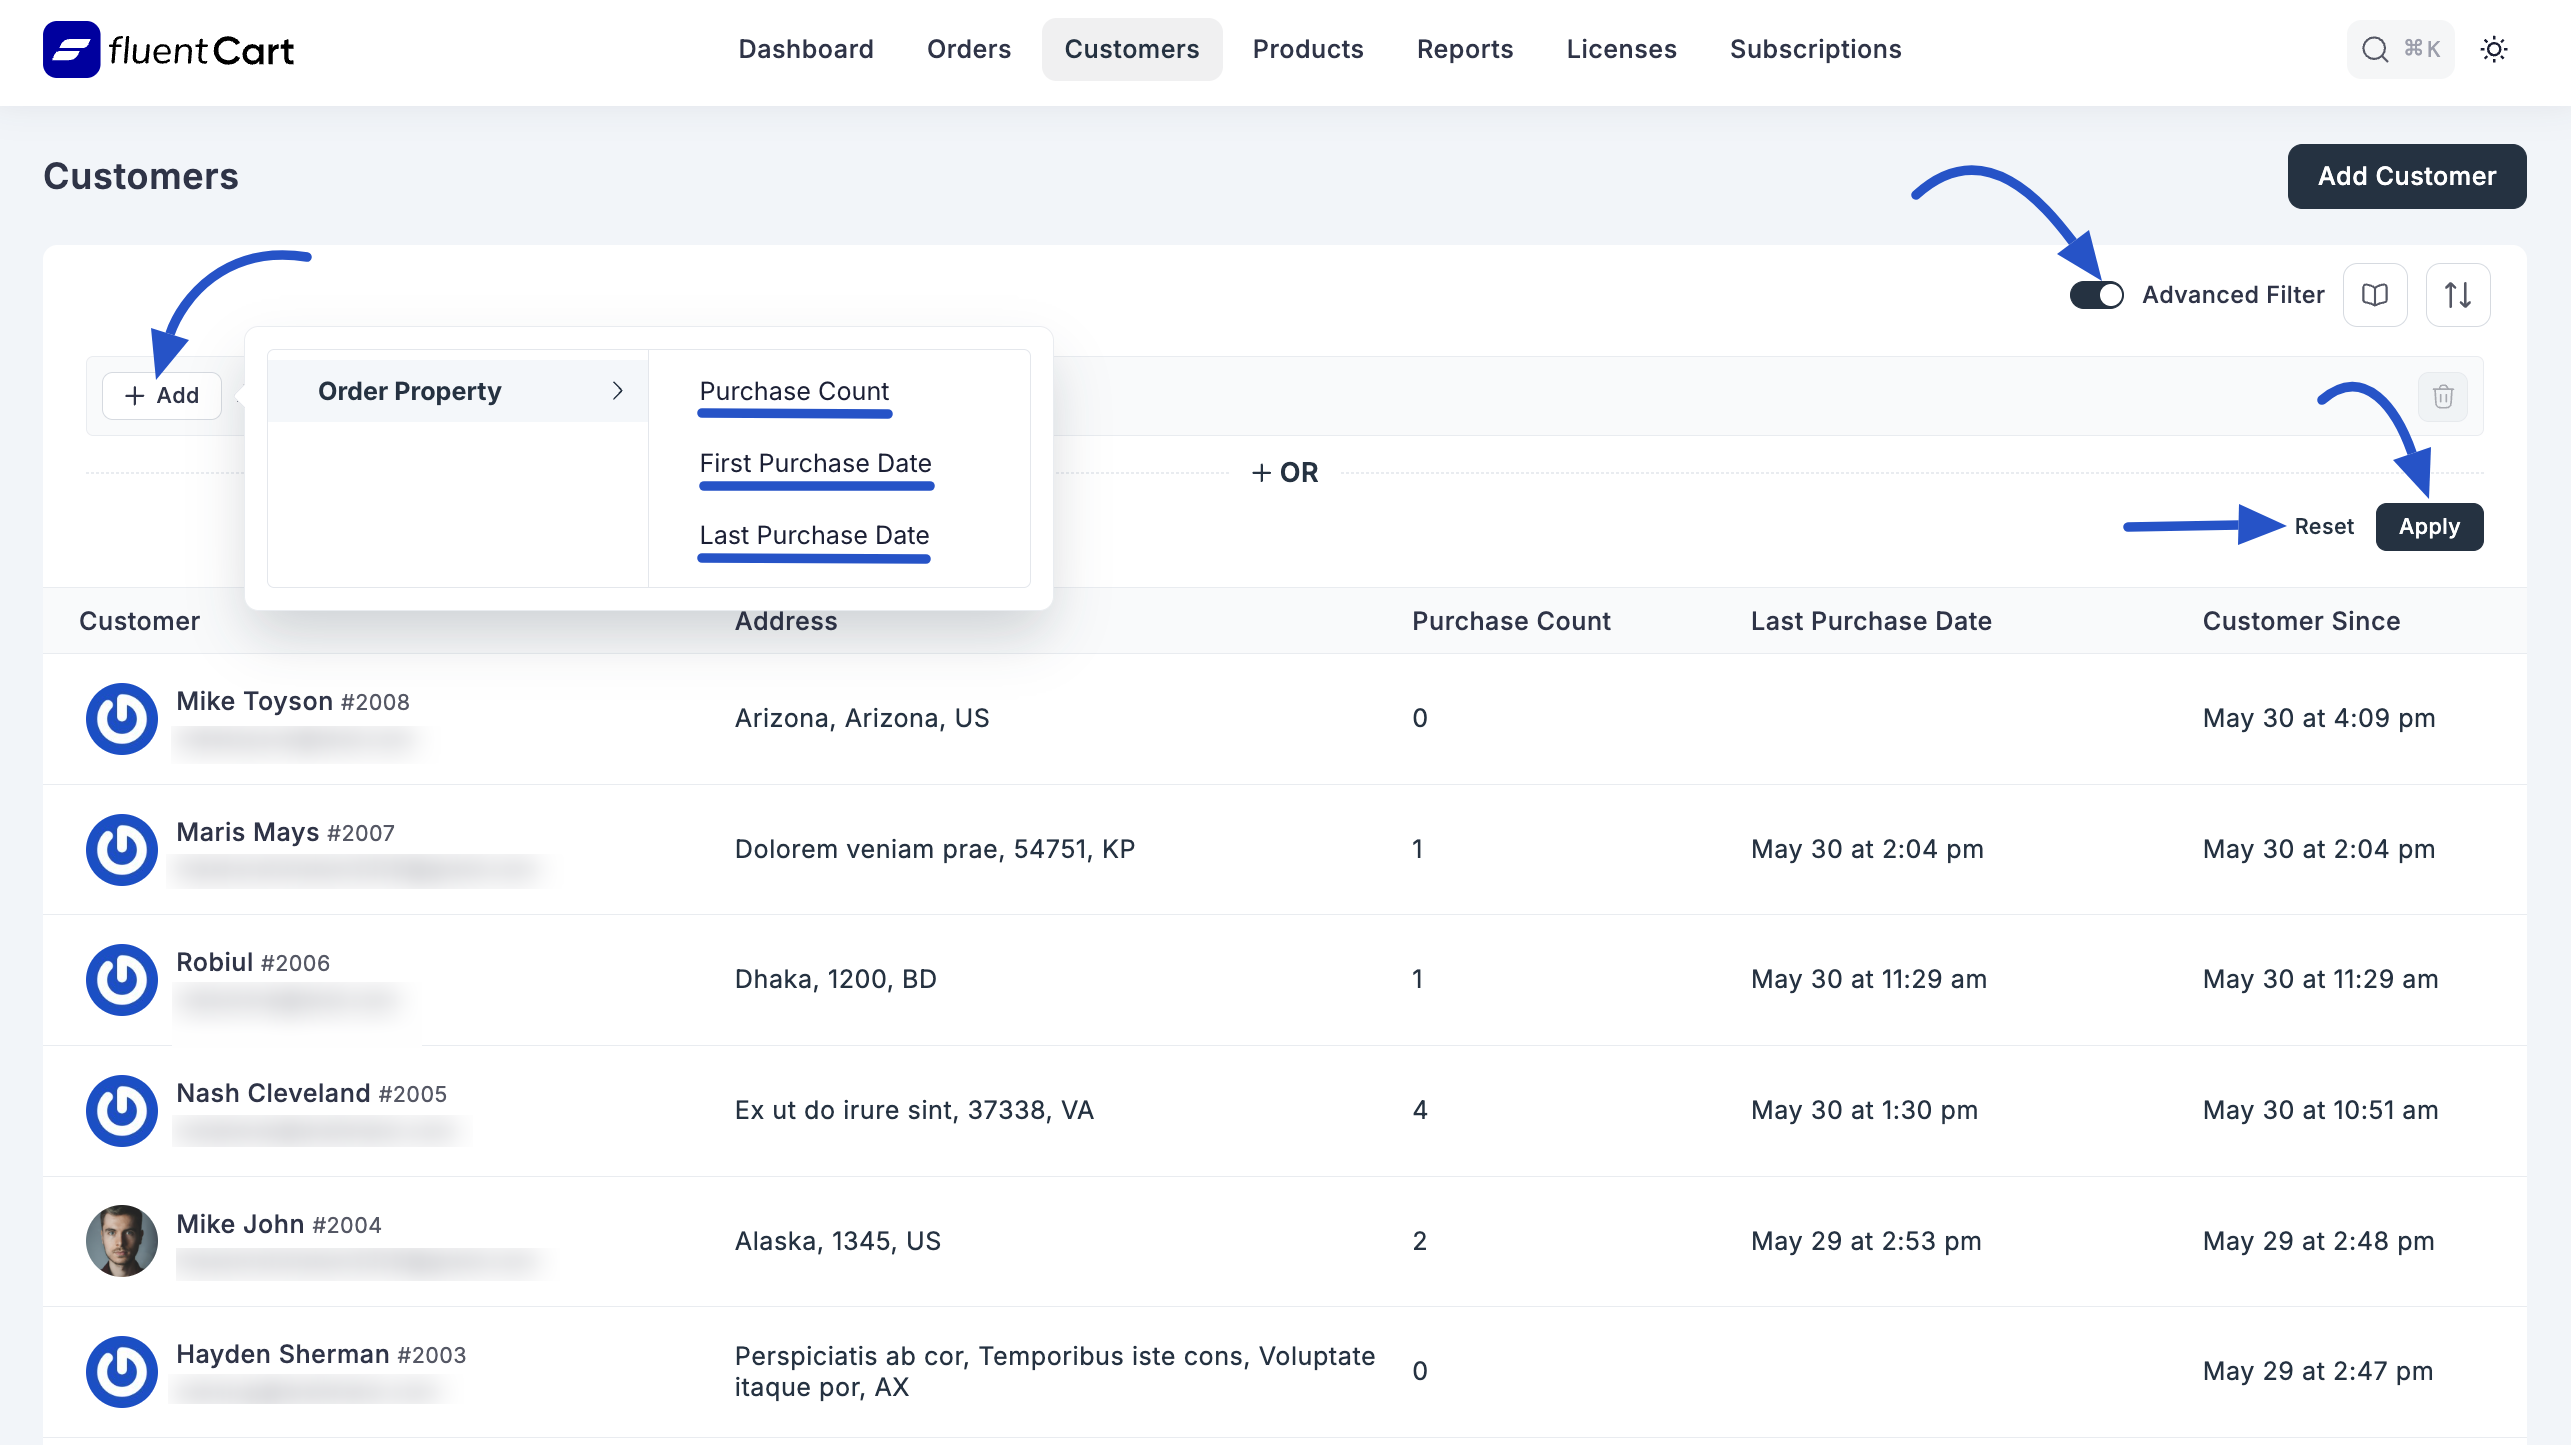 fluentCart
Dashboard
Orders
Customers
Products
Reports
Licenses
Subscriptions
⌘K
Customers
Add Customer
Advanced Filter
+ Add
Order Property
Purchase Count
First Purchase Date
Last Purchase Date
+ OR
Reset
Apply
Customer
Address
Purchase Count
Last Purchase Date
Customer Since
Mike Toyson #2008
Arizona, Arizona, US
0
May 30 at 4:09 pm
Maris Mays #2007
Dolorem veniam prae, 54751, KP
1
May 30 at 2:04 pm
May 30 at 2:04 pm
Robiul #2006
Dhaka, 1200, BD
1
May 30 at 11:29 am
May 30 at 11:29 am
Nash Cleveland #2005
Ex ut do irure sint, 37338, VA
4
May 30 at 1:30 pm
May 30 at 10:51 am
Mike John #2004
Alaska, 1345, US
2
May 29 at 2:53 pm
May 29 at 2:48 pm
Hayden Sherman #2003
Perspiciatis ab cor, Temporibus iste cons, Voluptate
itaque por, AX
0
May 29 at 2:47 pm